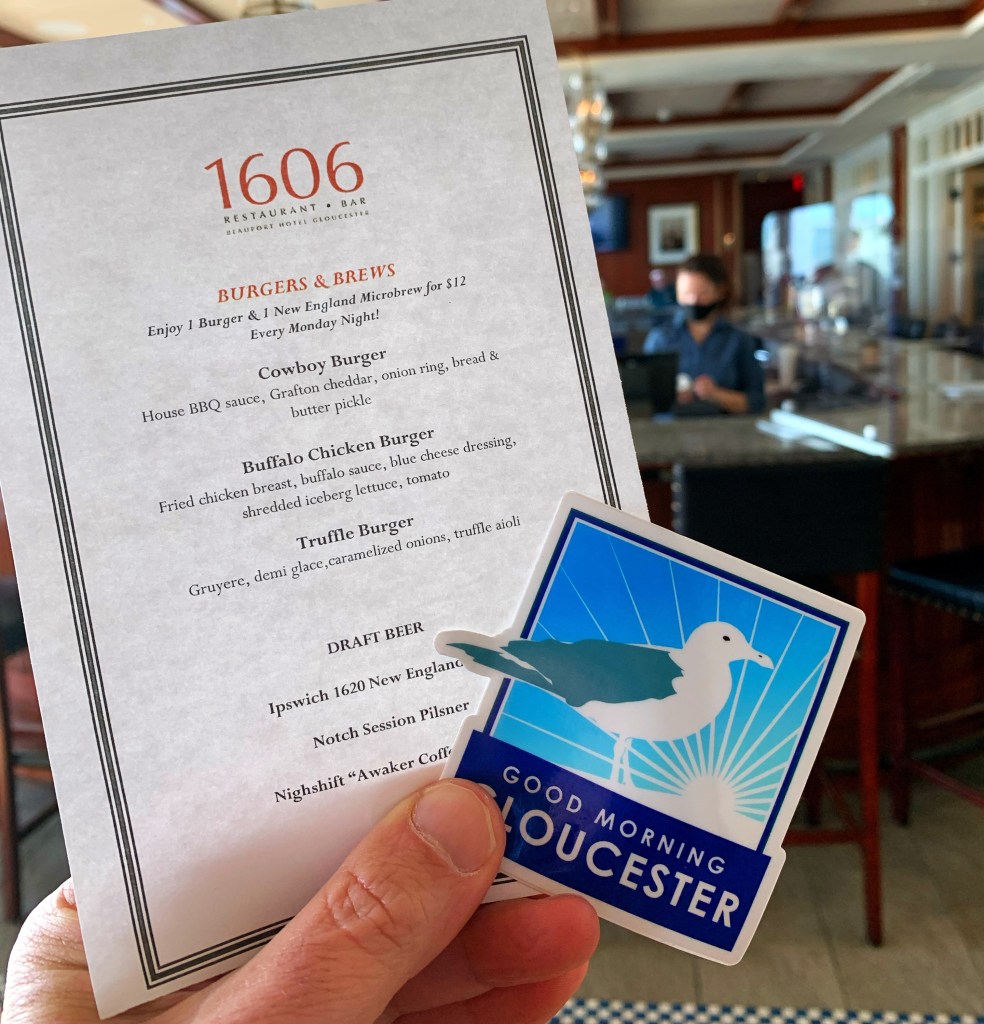 1606
RESTAURANT • BAR
BEAUPORT HOTEL GLOUCESTER
BURGERS & BREWS
Enjoy 1 Burger & 1 New England Microbrew for $12
Every Monday Night!
Cowboy Burger
House BBQ sauce, Grafton cheddar, onion ring, bread &
butter pickle
Buffalo Chicken Burger
Fried chicken breast, buffalo sauce, blue cheese dressing,
shredded iceberg lettuce, tomato
Truffle Burger
Gruyere, demi glace,caramelized onions, truffle aioli
DRAFT BEER
Ipswich 1620 New England
Notch Session Pilsner
Nighshift “Awaker
GOOD MORNING
GLOUCESTER